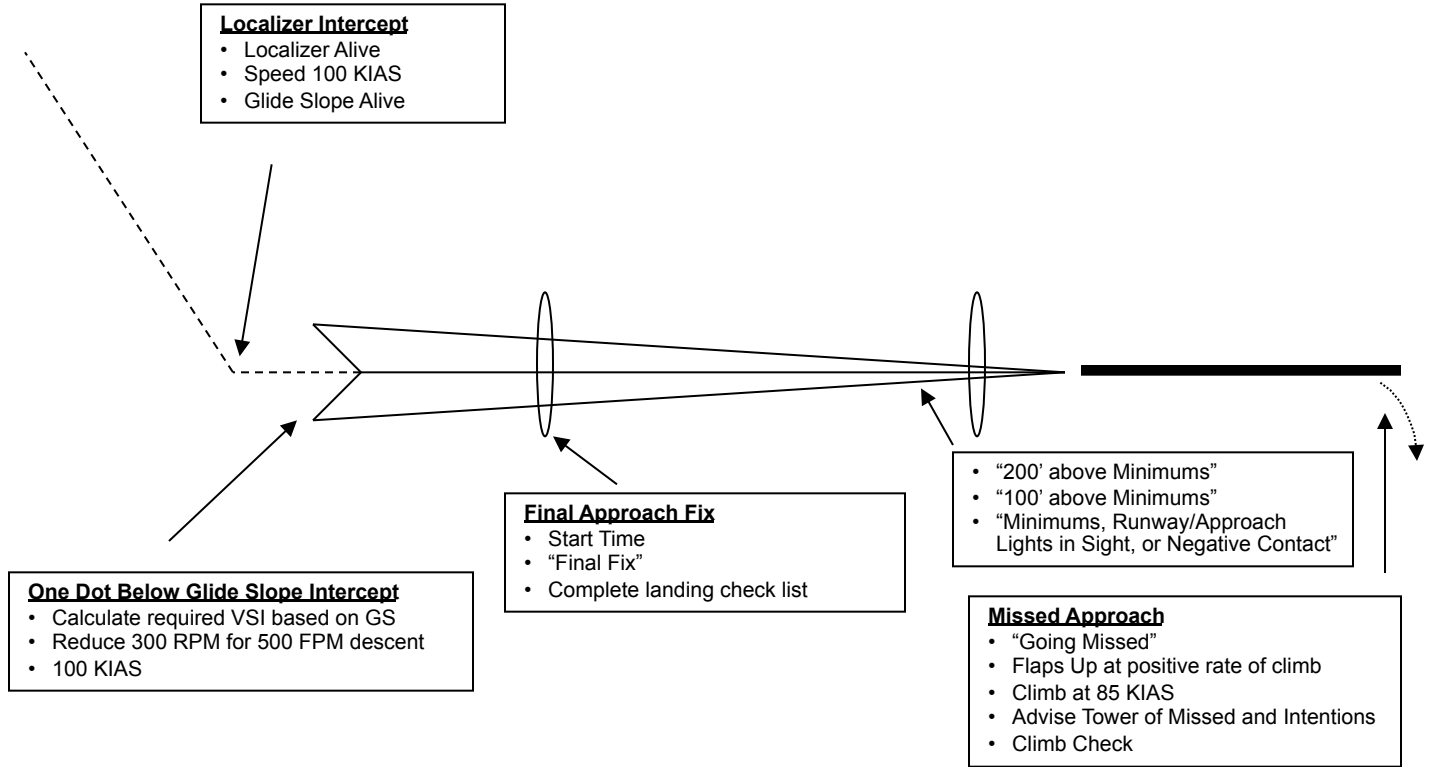 Localizer Intercept
• Localizer Alive
• Speed 100 KIAS
• Glide Slope Alive
One Dot Below Glide Slope Intercept
• Calculate required VSI based on GS
• Reduce 300 RPM for 500 FPM descent
• 100 KIAS
Final Approach Fix
• Start Time
• “Final Fix”
• Complete landing check list
• “200’ above Minimums”
• “100’ above Minimums”
• “Minimums, Runway/Approach
Lights in Sight, or Negative Contact”
Missed Approach
• “Going Missed”
• Flaps Up at positive rate of climb
• Climb at 85 KIAS
• Advise Tower of Missed and Intentions
• Climb Check